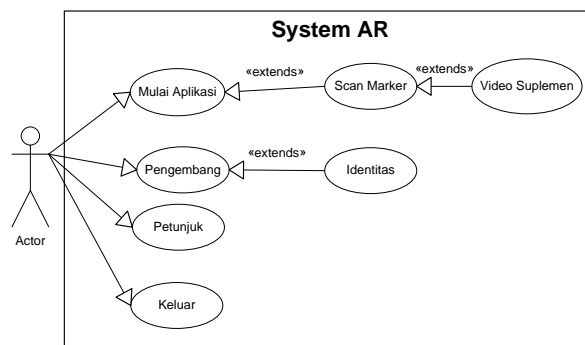 System AR
Mulai Aplikasi
«extends»
Scan Marker
«extends»
Video Suplemen
Pengembang
«extends»
Identitas
Petunjuk
Keluar
Actor